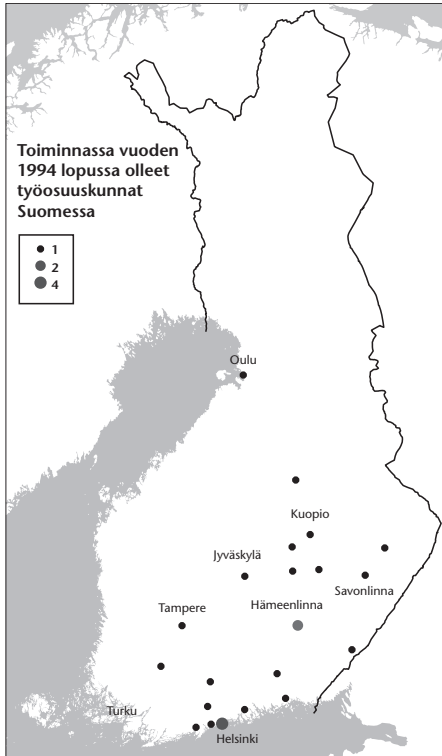 Toiminnassa vuoden
1994 lopussa olleet
työosuuskunnat
Suomessa
1
2
4
Oulu
Kuopio
Jyväskylä
Savonlinna
Tampere
Hämeenlinna
Turku
Helsinki